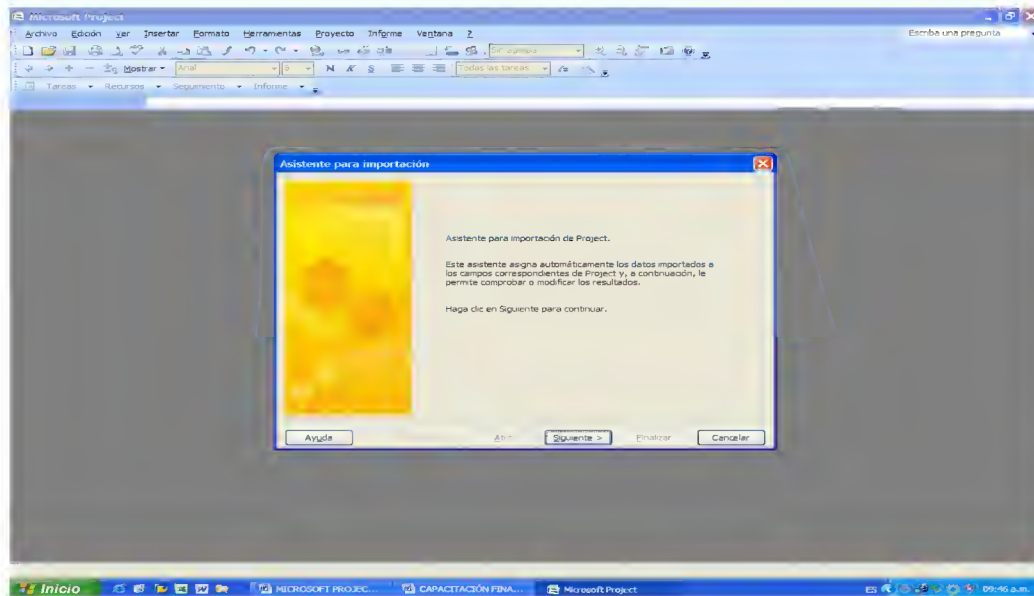 Microsoft Project
Archivo Edición Ver Insertar Formato Herramientas Proyecto Informe Ventana ?
Escriba una pregunta
Sin agrupar
Mostrar Arial 8 N K S Todas las tareas
Tareas Recursos Seguimiento Informe
Asistente para importación
Asistente para importación de Project.
Este asistente asigna automáticamente los datos importados a
los campos correspondientes de Project y, a continuación, le
permite comprobar o modificar los resultados.
Haga clic en Siguiente para continuar.
Ayuda Siguiente > Finalizar Cancelar
Inicio MICROSOFT PROJEC... CAPACITACIÓN FINA... Microsoft Project ES 09:46 a.m.